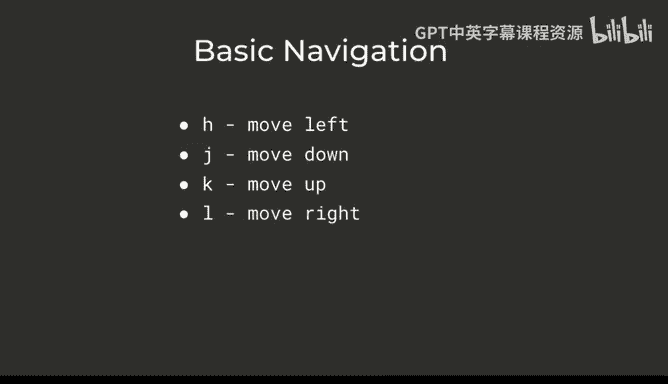 GPT中英字幕课程资源 bilibili
Basic Navigation
• h - move left
• j - move down
• k - move up
• l - move right